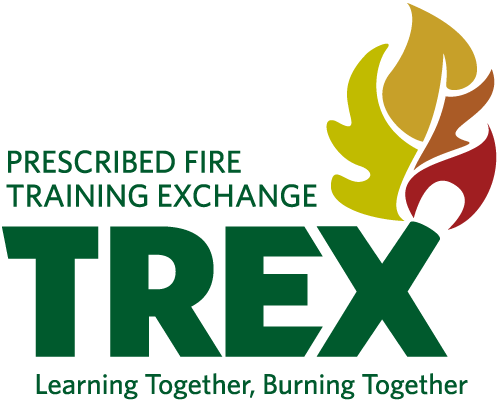 PRESCRIBED FIRE
TRAINING EXCHANGE
TREX
Learning Together, Burning Together